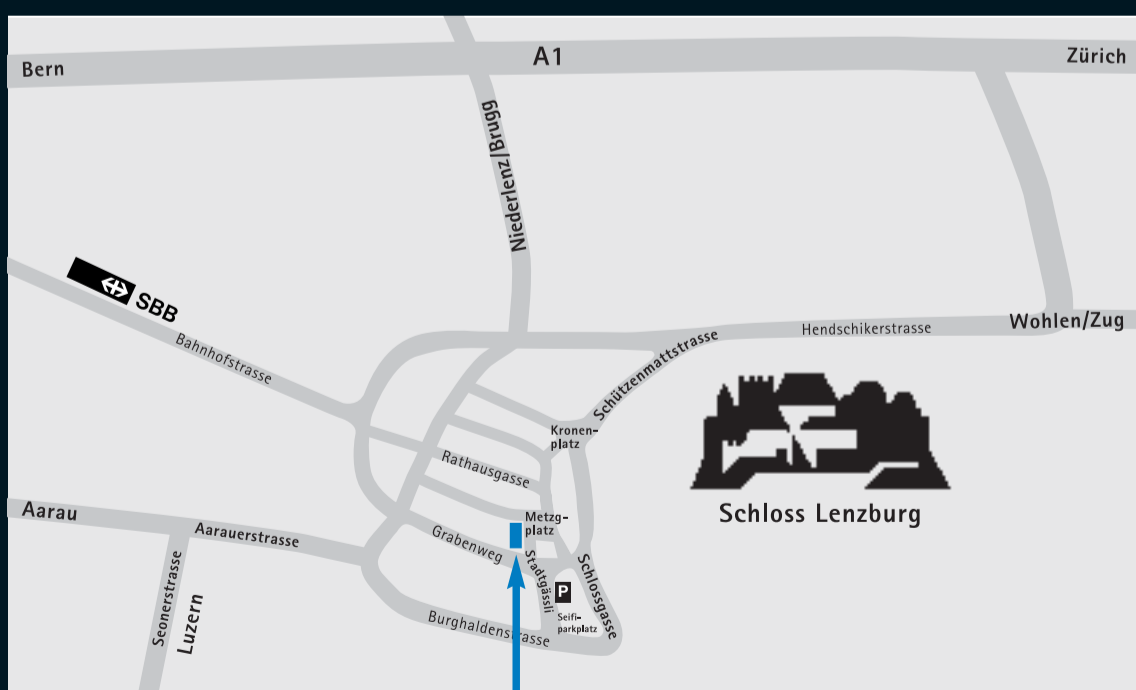 A1
Bern
Zürich
Niederlenz/Brugg
SBB
Bahnhofstrasse
Hendschikerstrasse
Wohlen/Zug
Schützenmattstrasse
Kronen-
platz
Rathausgasse
Schloss Lenzburg
Aarau
Aarauerstrasse
Metzg-
platz
Grabenweg
Stadtgässli
Schlossgasse
P
Seifi-
parkplatz
Seonerstrasse
Luzern
Burghaldenstrasse